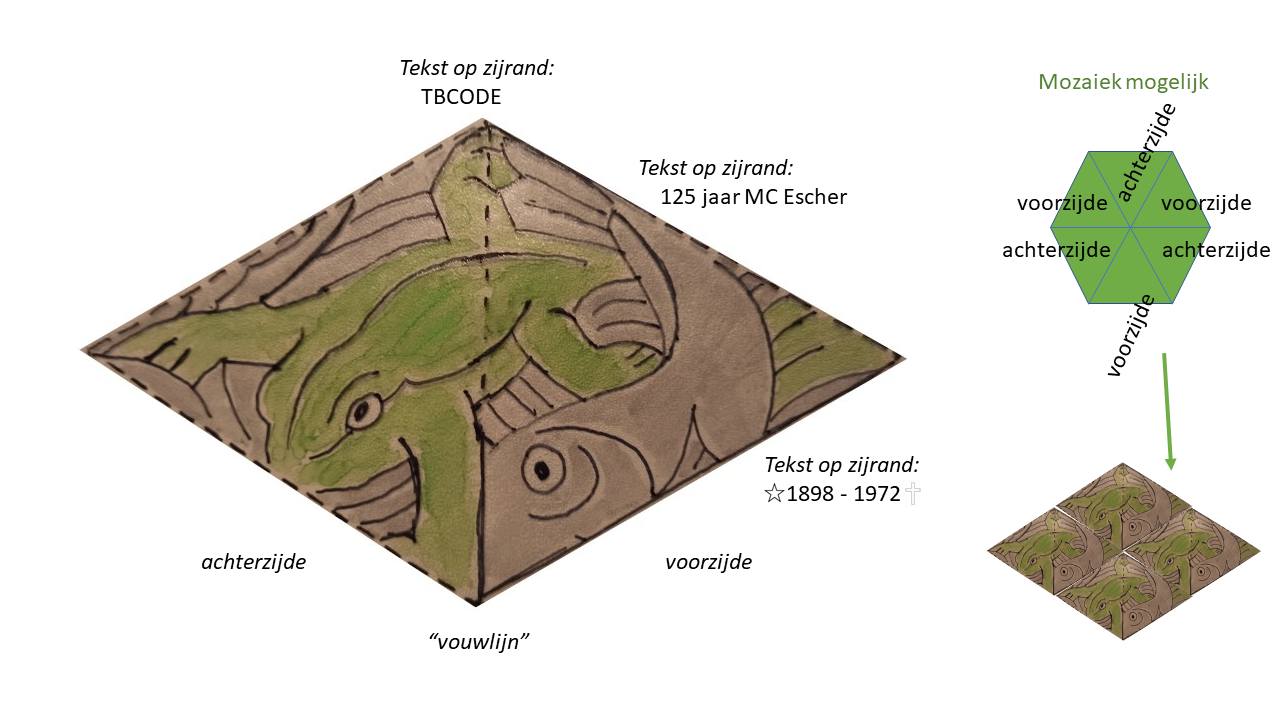 Tekst op zijrand:
TBCODE
Tekst op zijrand:
125 jaar MC Escher
Tekst op zijrand:
☆1898 - 1972✝
achterzijde
voorzijde
“vouwlijn”
Mozaiek mogelijk
achterzijde
voorzijde
voorzijde
achterzijde
achterzijde
voorzijde